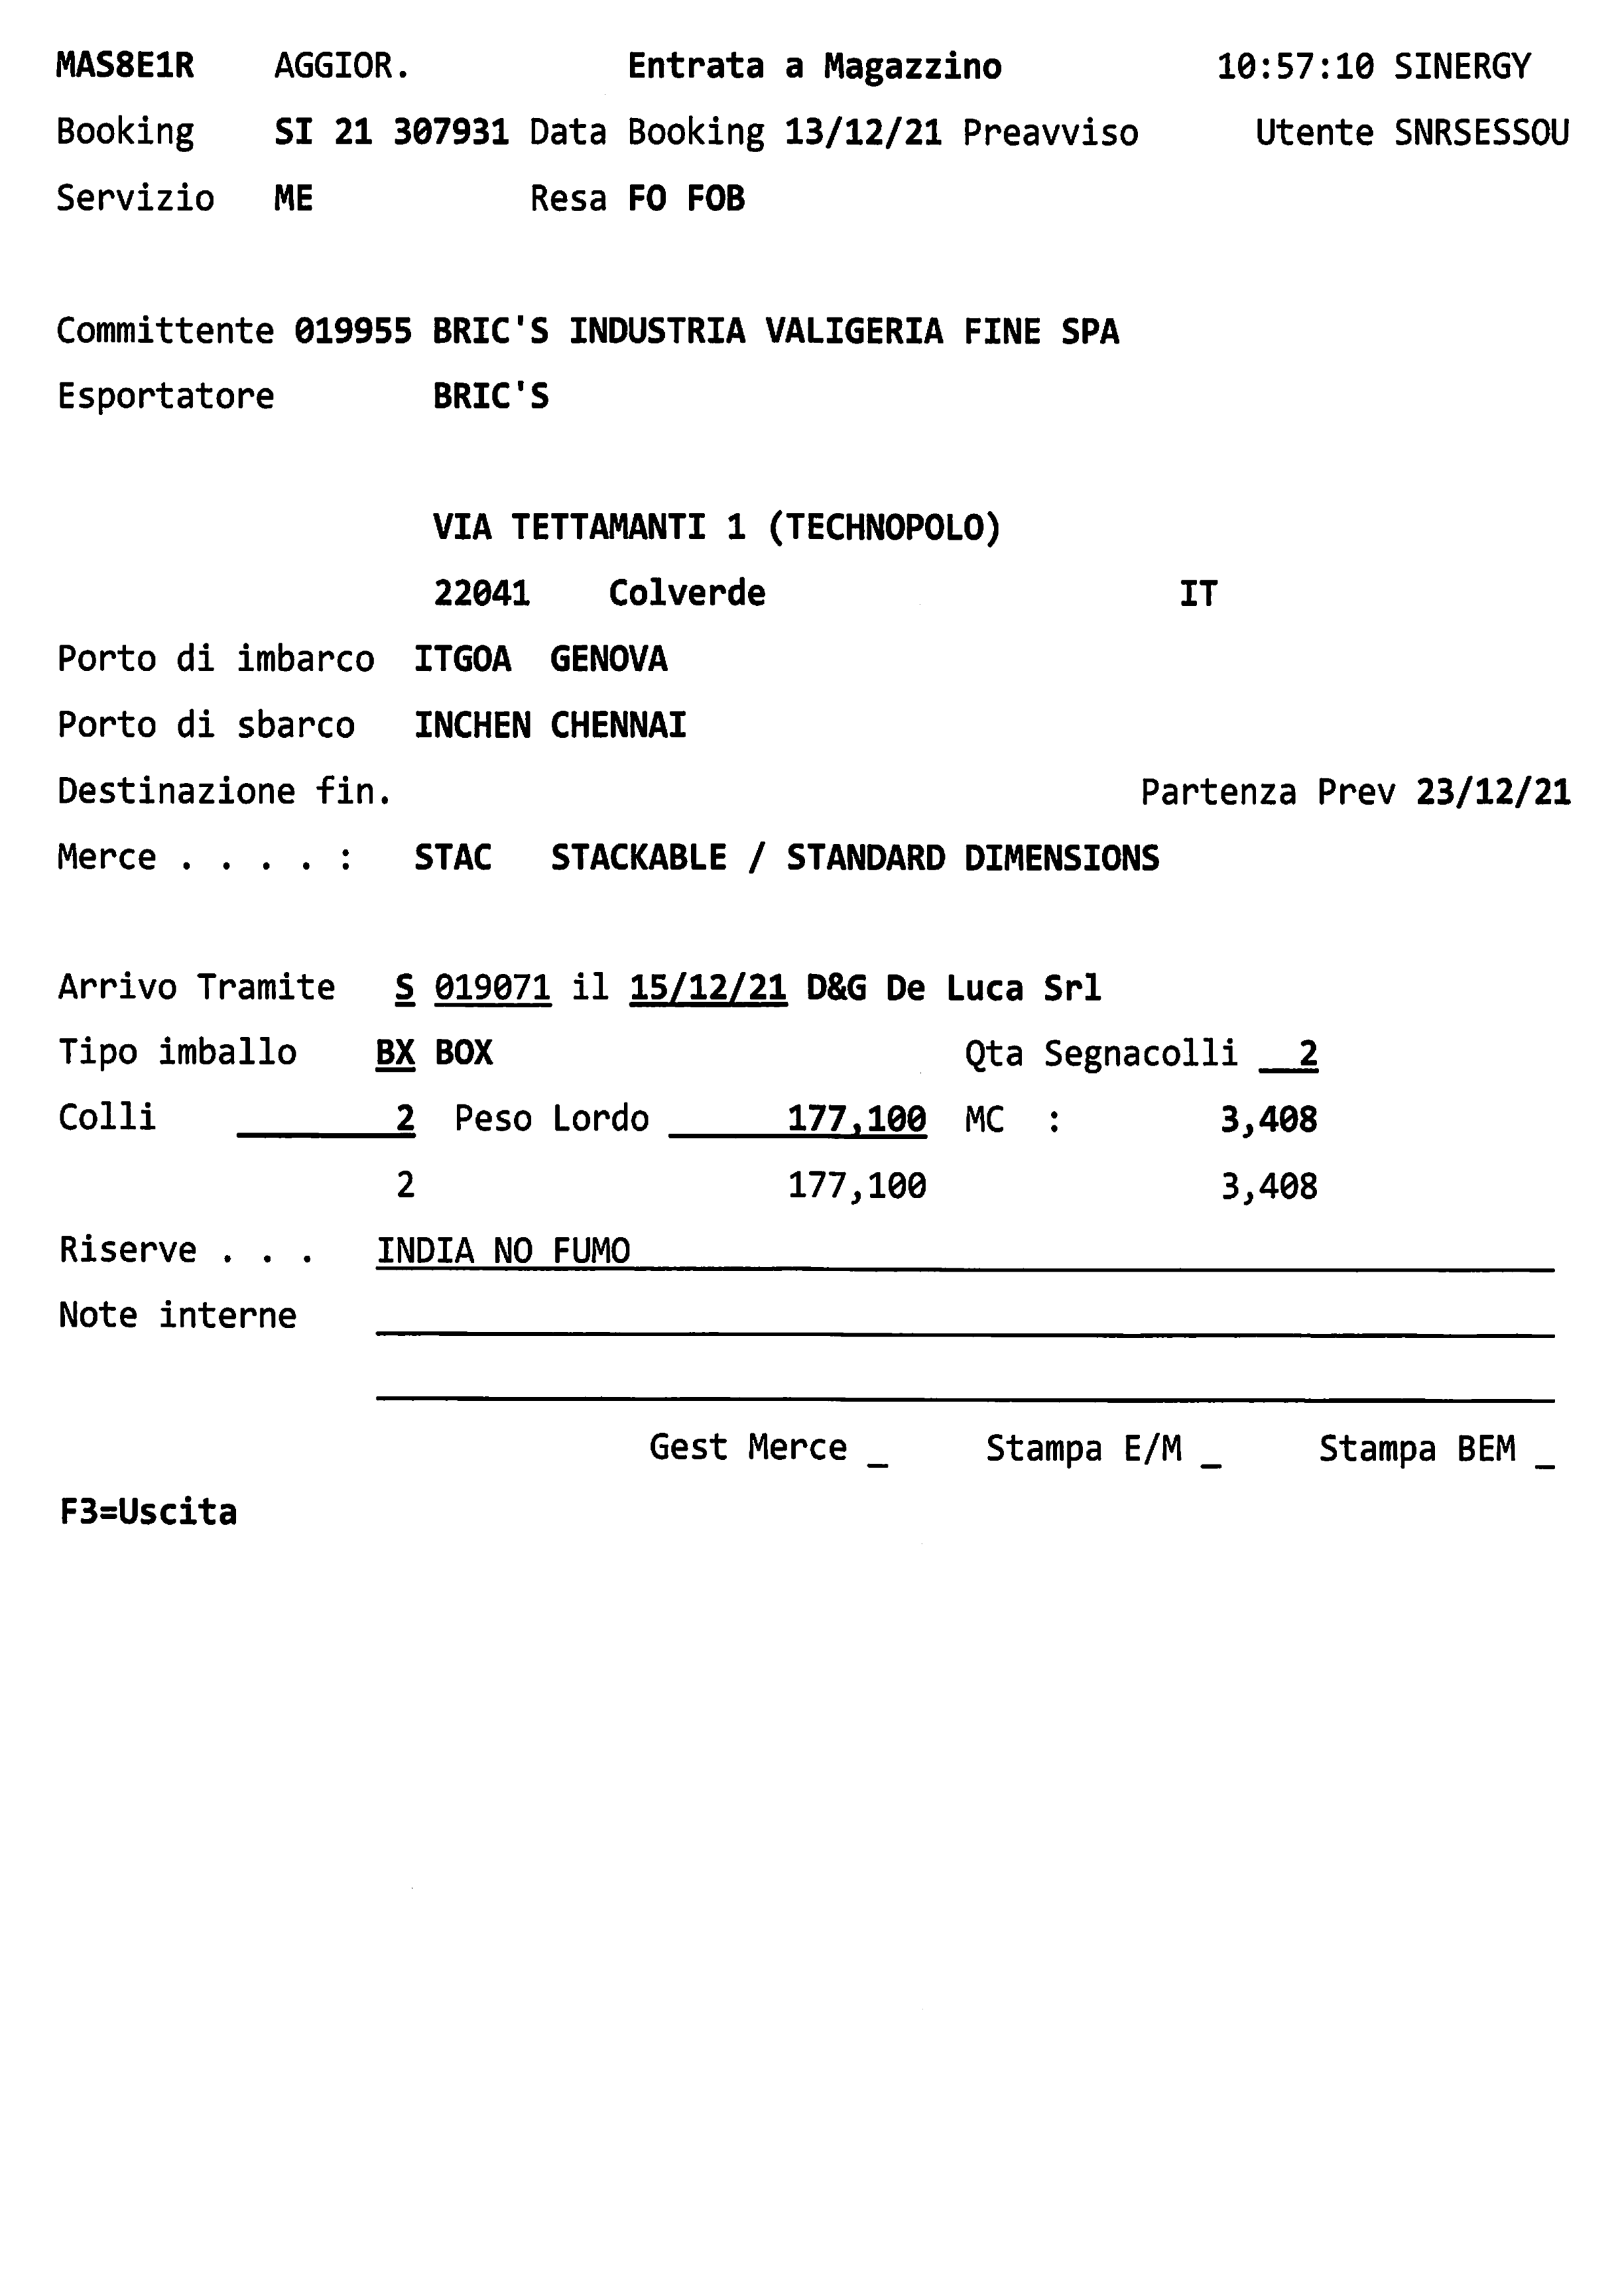 MAS8E1R AGGIOR. Entrata a Magazzino 10:57:10 SINERGY
Booking SI 21 307931 Data Booking 13/12/21 Preavviso Utente SNRSESSOU
Servizio ME Resa FO FOB
Committente 019955 BRIC'S INDUSTRIA VALIGERIA FINE SPA
Esportatore BRIC'S
VIA TETTAMANTI 1 (TECHNOPOLO)
22041 Colverde IT
Porto di imbarco ITGOA GENOVA
Porto di sbarco INCHEN CHENNAI
Destinazione fin. Partenza Prev 23/12/21
Merce . . . . : STAC STACKABLE / STANDARD DIMENSIONS
Arrivo Tramite S 019071 il 15/12/21 D&G De Luca Srl
Tipo imballo BX BOX Qta Segnacolli 2
Colli 2 Peso Lordo 177,100 MC : 3,408
2 177,100 3,408
Riserve . . . INDIA NO FUMO
Note interne
Gest Merce _ Stampa E/M _ Stampa BEM _
F3=Uscita